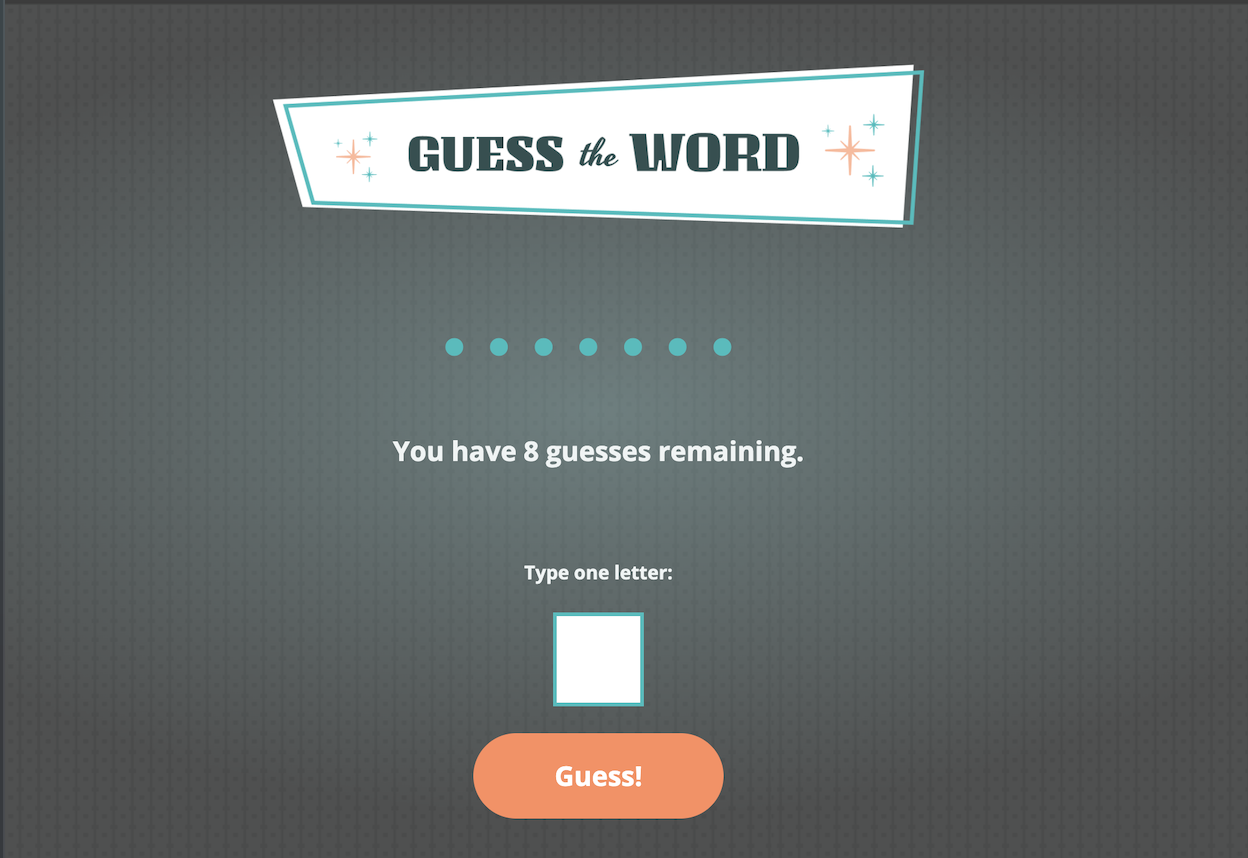 GUESS the WORD
● ● ● ● ● ● ●
You have 8 guesses remaining.
Type one letter:
Guess!